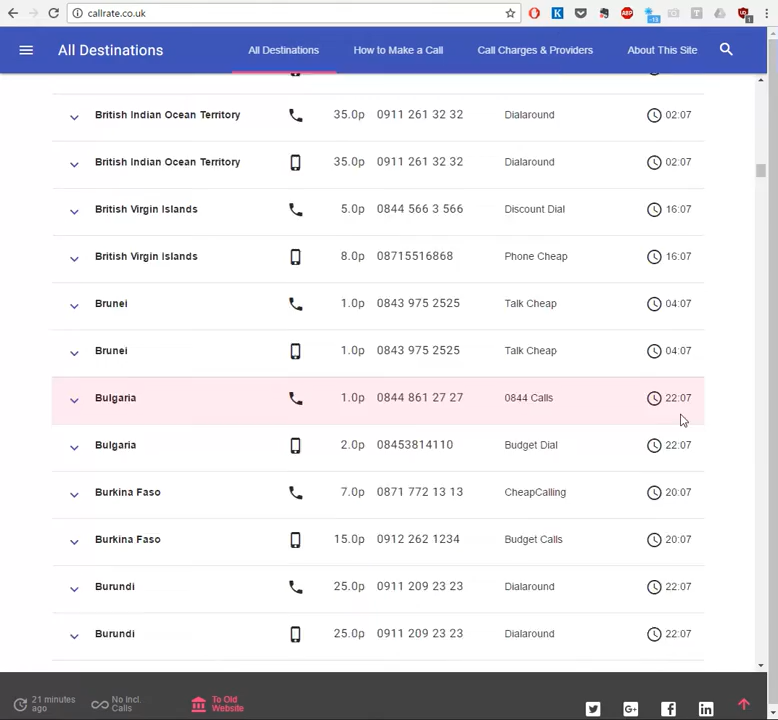 callrate.co.uk
All Destinations All Destinations How to Make a Call Call Charges & Providers About This Site
British Indian Ocean Territory 35.0p 0911 261 32 32 Dialaround 02:07
British Indian Ocean Territory 35.0p 0911 261 32 32 Dialaround 02:07
British Virgin Islands 5.0p 0844 566 3 566 Discount Dial 16:07
British Virgin Islands 8.0p 08715516868 Phone Cheap 16:07
Brunei 1.0p 0843 975 2525 Talk Cheap 04:07
Brunei 1.0p 0843 975 2525 Talk Cheap 04:07
Bulgaria 1.0p 0844 861 27 27 0844 Calls 22:07
Bulgaria 2.0p 08453814110 Budget Dial 22:07
Burkina Faso 7.0p 0871 772 13 13 CheapCalling 20:07
Burkina Faso 15.0p 0912 262 1234 Budget Calls 20:07
Burundi 25.0p 0911 209 23 23 Dialaround 22:07
Burundi 25.0p 0911 209 23 23 Dialaround 22:07
21 minutes No Incl. To Old
ago Calls Website